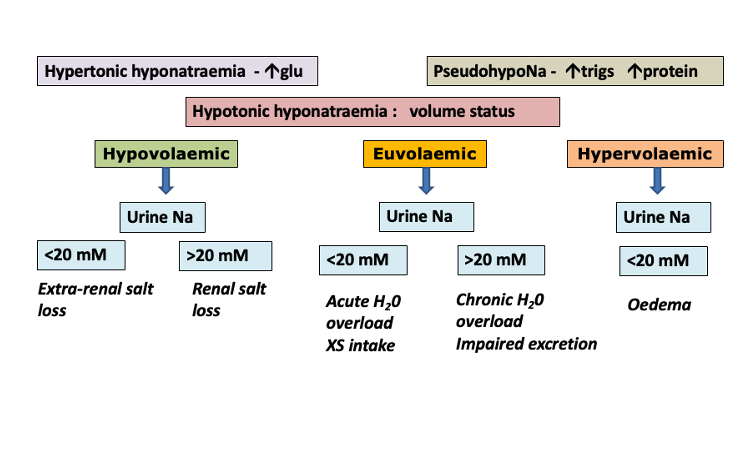 Hypertonic hyponatraemia - ↑glu
PseudohypoNa - ↑trigs ↑protein
Hypotonic hyponatraemia : volume status
Hypovolaemic
Euvolaemic
Hypervolaemic
Urine Na
Urine Na
Urine Na
<20 mM
>20 mM
<20 mM
>20 mM
<20 mM
Extra-renal salt
loss
Renal salt
loss
Acute H₂0
overload
XS intake
Chronic H₂0
overload
Impaired excretion
Oedema